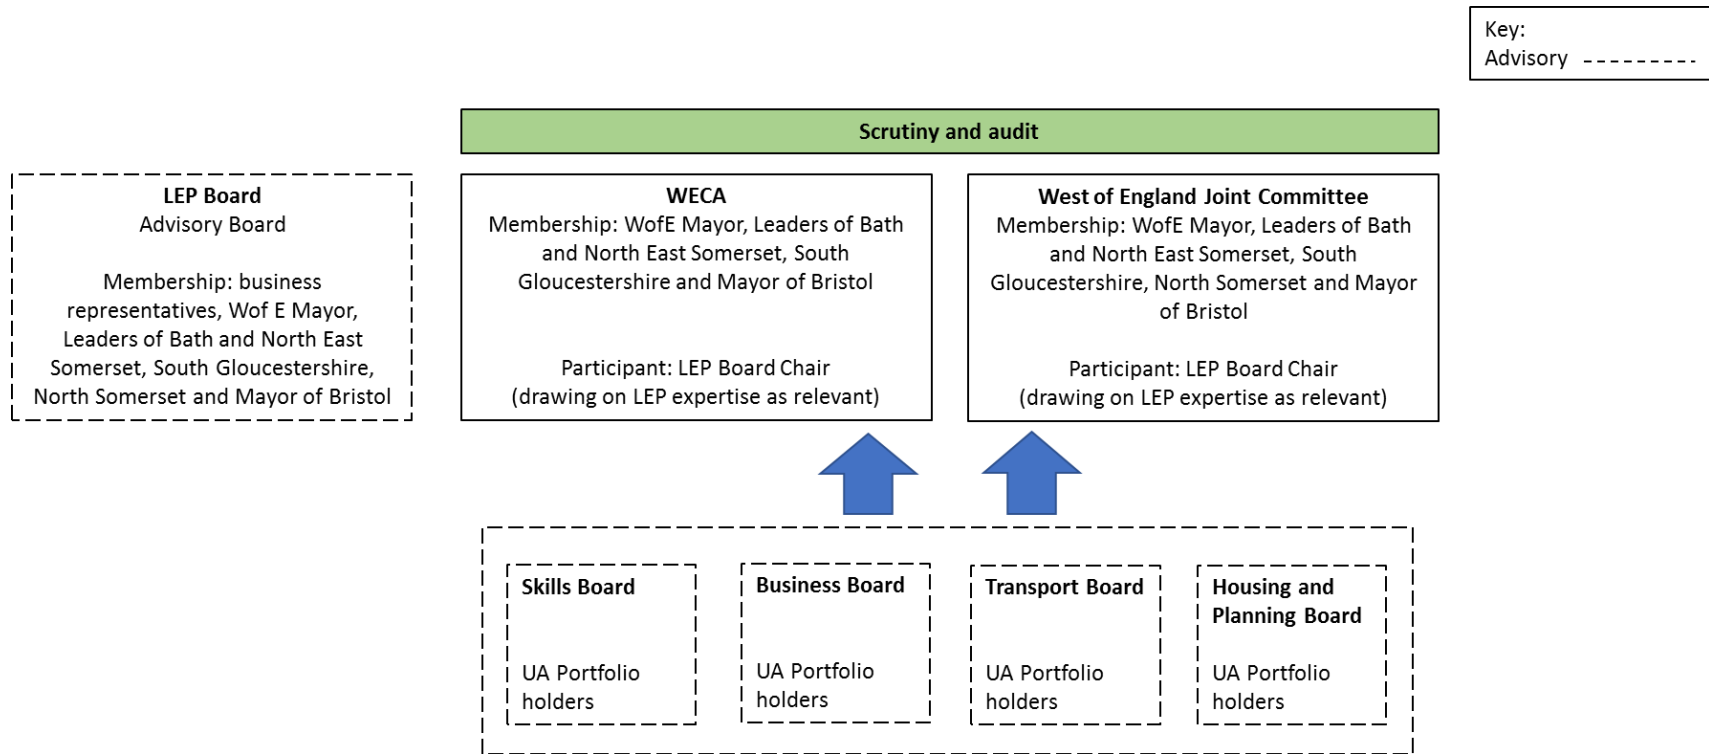 Key:
Advisory
Scrutiny and audit
LEP Board
Advisory Board
Membership: business
representatives, Wof E Mayor,
Leaders of Bath and North East
Somerset, South Gloucestershire,
North Somerset and Mayor of Bristol
WECA
Membership: WofE Mayor, Leaders of Bath
and North East Somerset, South
Gloucestershire and Mayor of Bristol
Participant: LEP Board Chair
(drawing on LEP expertise as relevant)
West of England Joint Committee
Membership: WofE Mayor, Leaders of Bath
and North East Somerset, South
Gloucestershire, North Somerset and Mayor
of Bristol
Participant: LEP Board Chair
(drawing on LEP expertise as relevant)
Skills Board
UA Portfolio
holders
Business Board
UA Portfolio
holders
Transport Board
UA Portfolio
holders
Housing and
Planning Board
UA Portfolio
holders